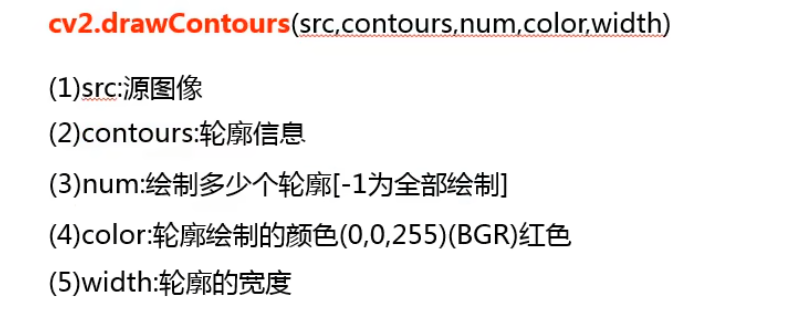 cv2.drawContours(src,contours,num,color,width)
(1)src:源图像
(2)contours:轮廓信息
(3)num:绘制多少个轮廓[-1为全部绘制]
(4)color:轮廓绘制的颜色(0,0,255)(BGR)红色
(5)width:轮廓的宽度